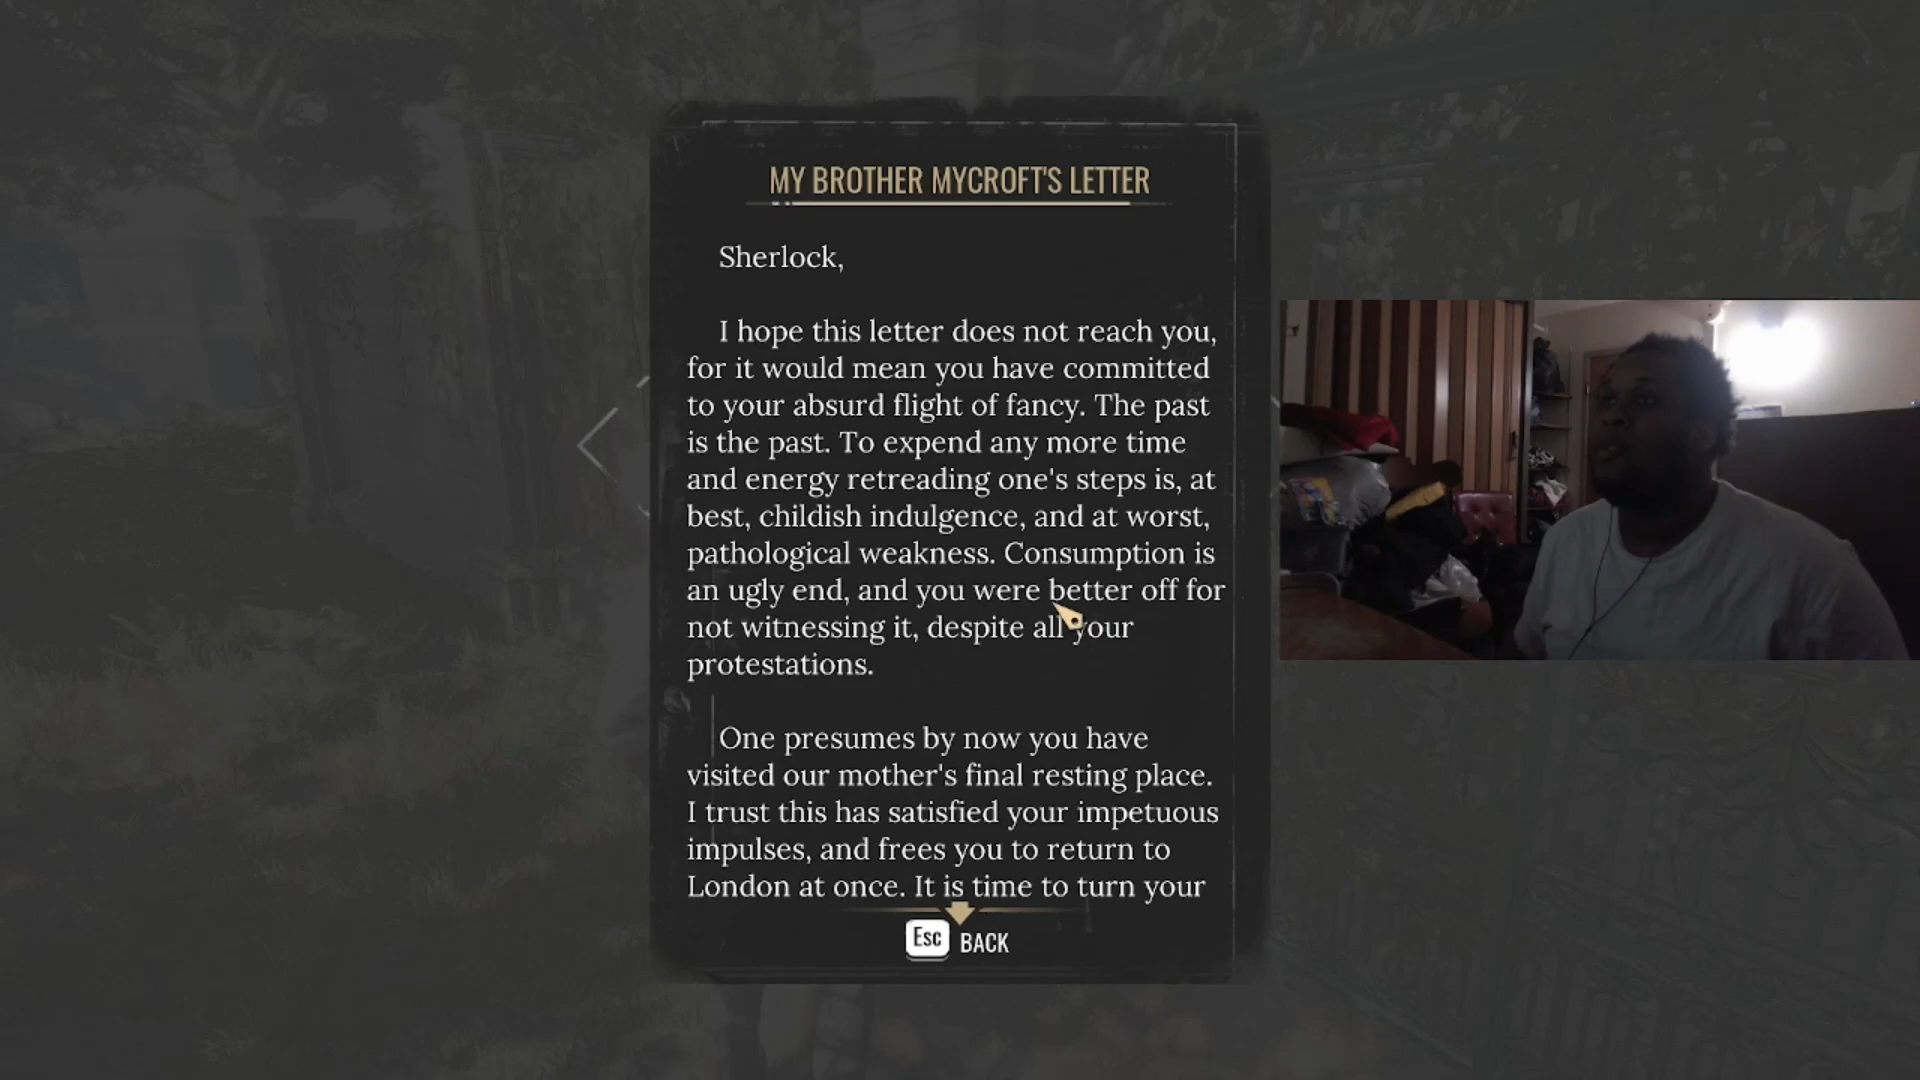 MY BROTHER MYCROFT'S LETTER
Sherlock,
I hope this letter does not reach you,
for it would mean you have committed
to your absurd flight of fancy. The past
is the past. To expend any more time
and energy retreading one's steps is, at
best, childish indulgence, and at worst,
pathological weakness. Consumption is
an ugly end, and you were better off for
not witnessing it, despite all your
protestations.
One presumes by now you have
visited our mother's final resting place.
I trust this has satisfied your impetuous
impulses, and frees you to return to
London at once. It is time to turn your
Esc BACK